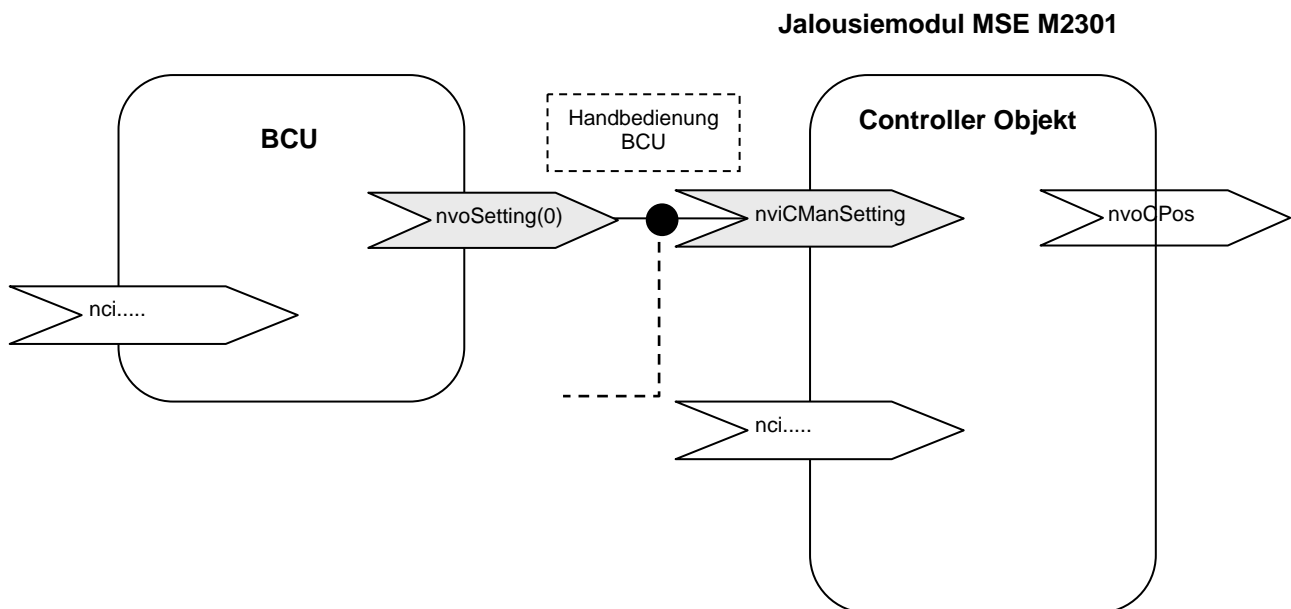 Jalousiemodul MSE M2301
Handbedienung
BCU
BCU
Controller Objekt
nvoSetting(0)
nviCManSetting
nvoCPos
nci.....
nci.....